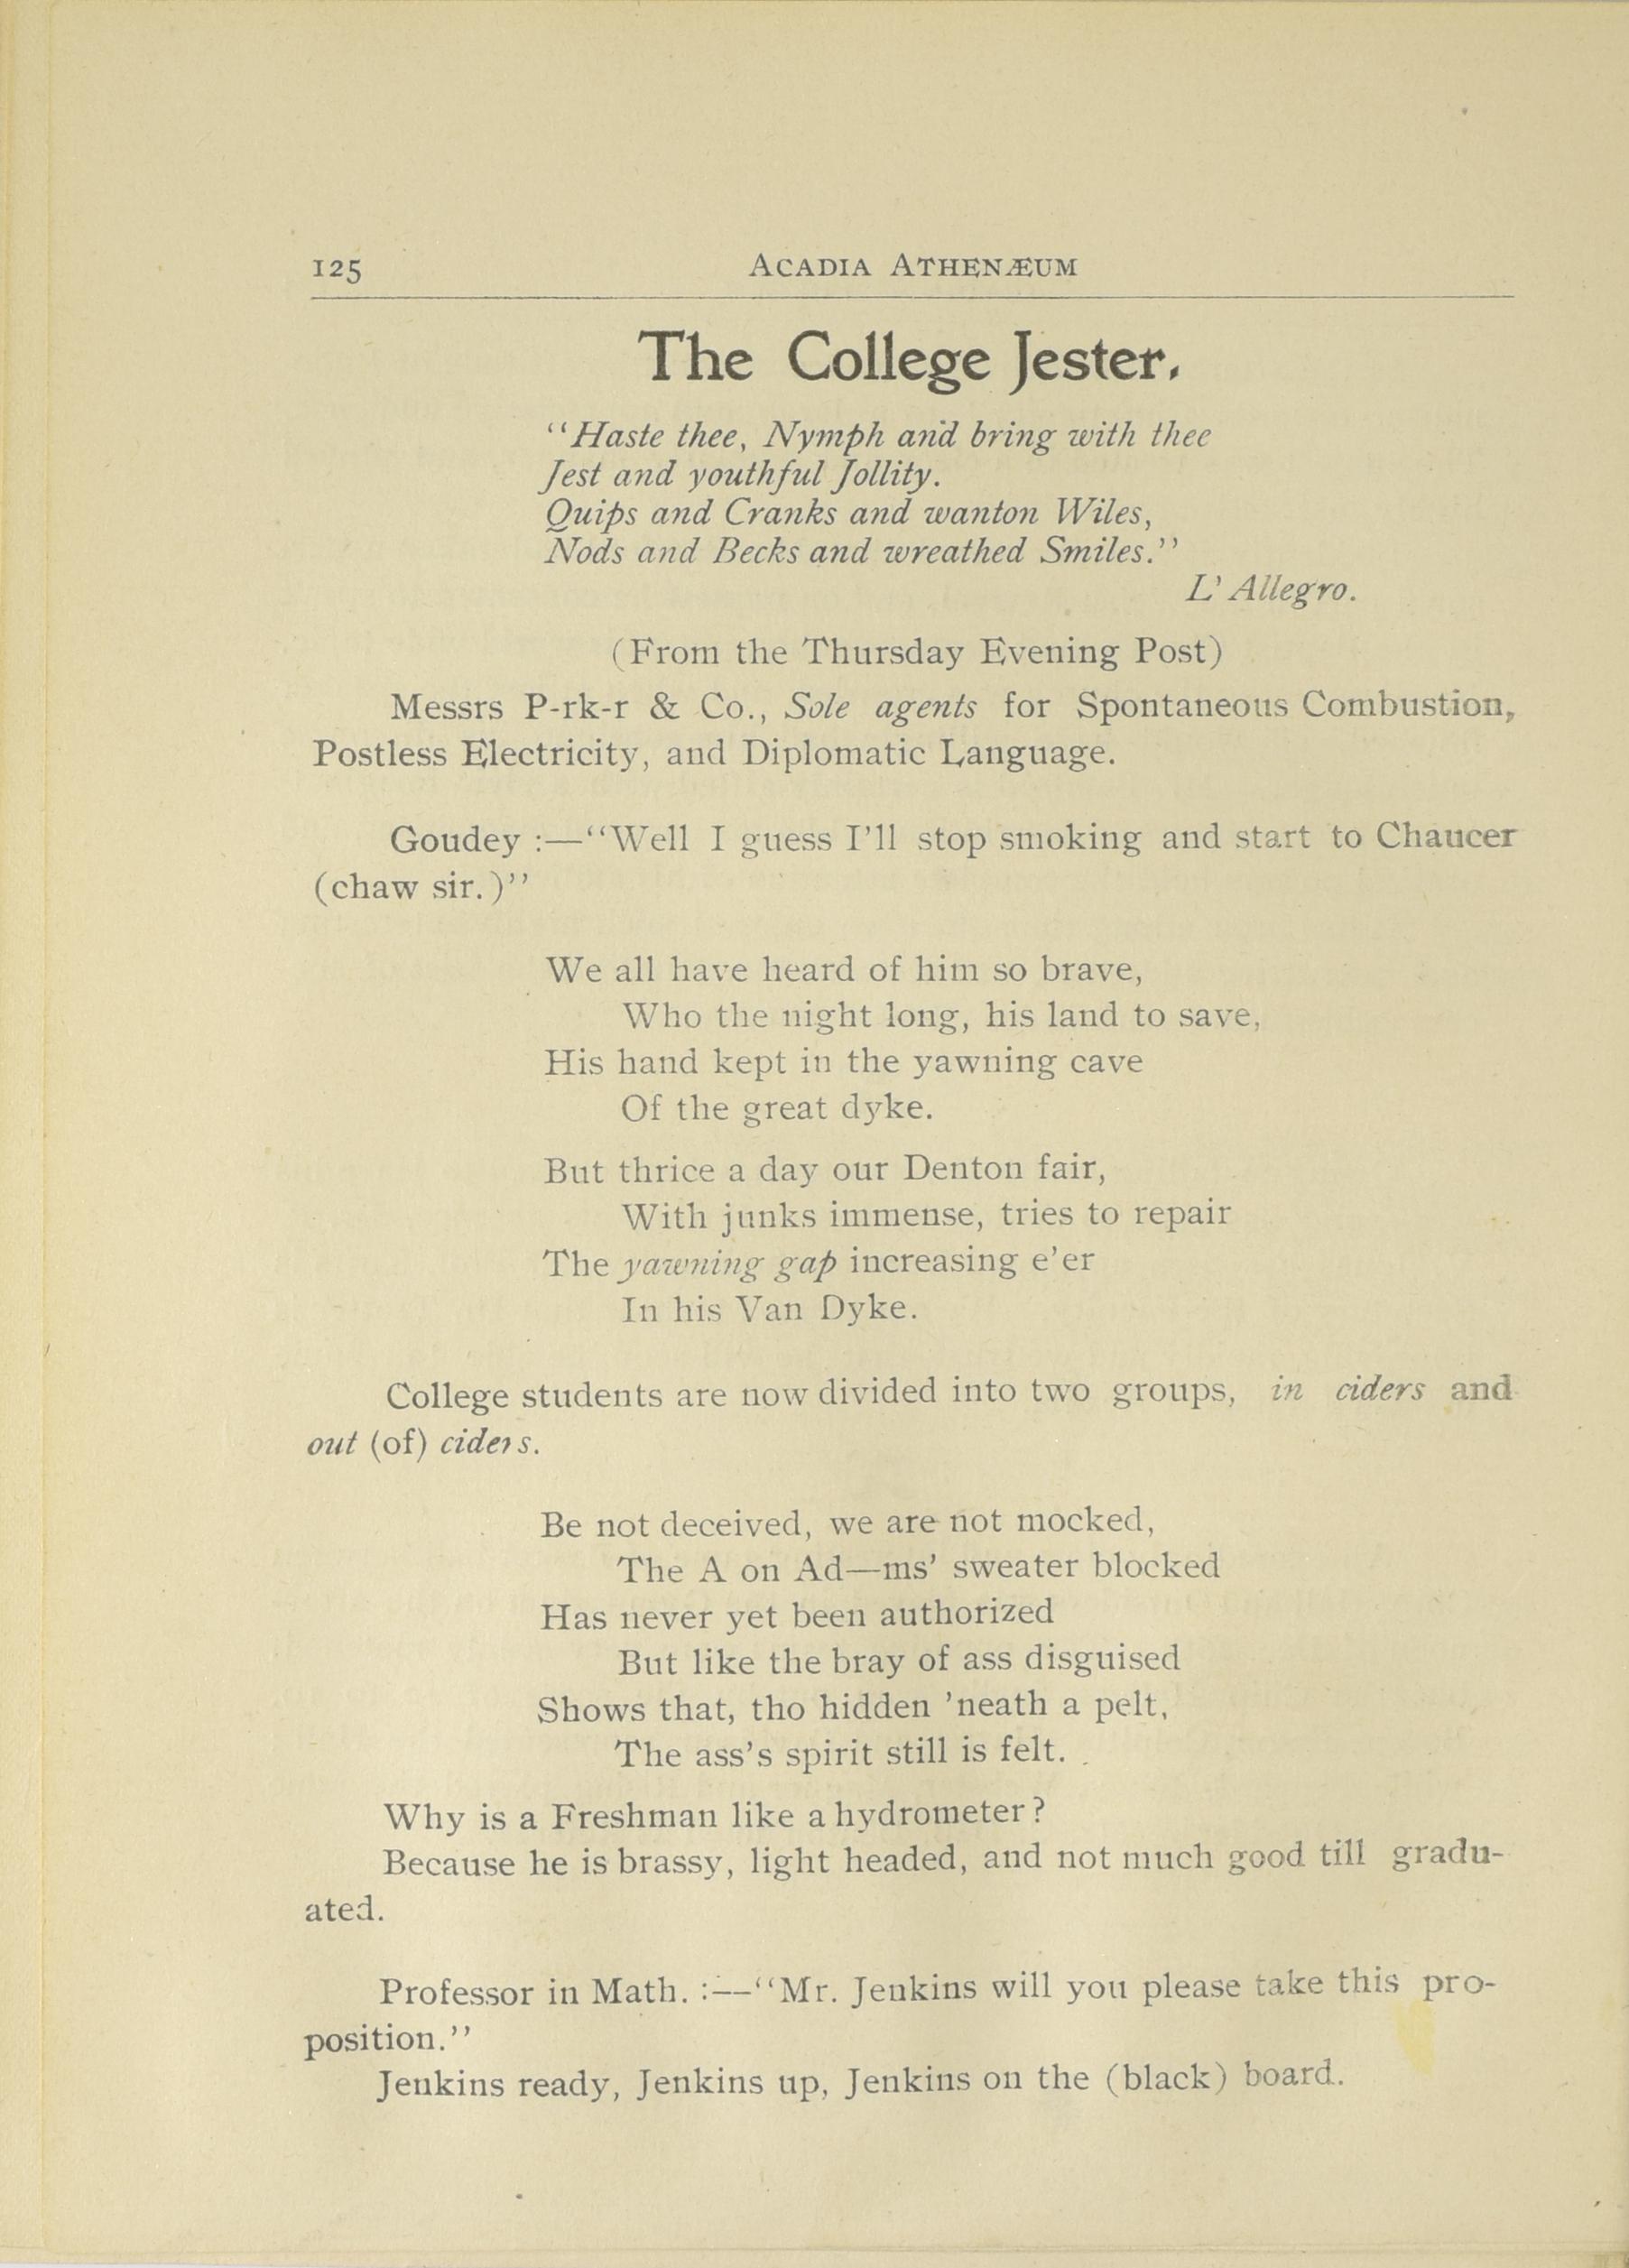 125 ACADIA ATHENÆUM
The College Jester.
"Haste thee, Nymph and bring with thee
Jest and youthful Jollity.
Quips and Cranks and wanton Wiles,
Nods and Becks and wreathed Smiles."
L' Allegro.
(From the Thursday Evening Post)
Messrs P-rk-r & Co., Sole agents for Spontaneous Combustion,
Postless Electricity, and Diplomatic Language.
Goudey :—"Well I guess I'll stop smoking and start to Chaucer
(chaw sir.)"
We all have heard of him so brave,
Who the night long, his land to save,
His hand kept in the yawning cave
Of the great dyke.
But thrice a day our Denton fair,
With junks immense, tries to repair
The yawning gap increasing e'er
In his Van Dyke.
College students are now divided into two groups, in ciders and
out (of) ciders.
Be not deceived, we are not mocked,
The A on Ad—ms' sweater blocked
Has never yet been authorized
But like the bray of ass disguised
Shows that, tho hidden 'neath a pelt,
The ass's spirit still is felt.
Why is a Freshman like a hydrometer?
Because he is brassy, light headed, and not much good till gradu-
ated.
Professor in Math. :—"Mr. Jenkins will you please take this pro-
position."
Jenkins ready, Jenkins up, Jenkins on the (black) board.